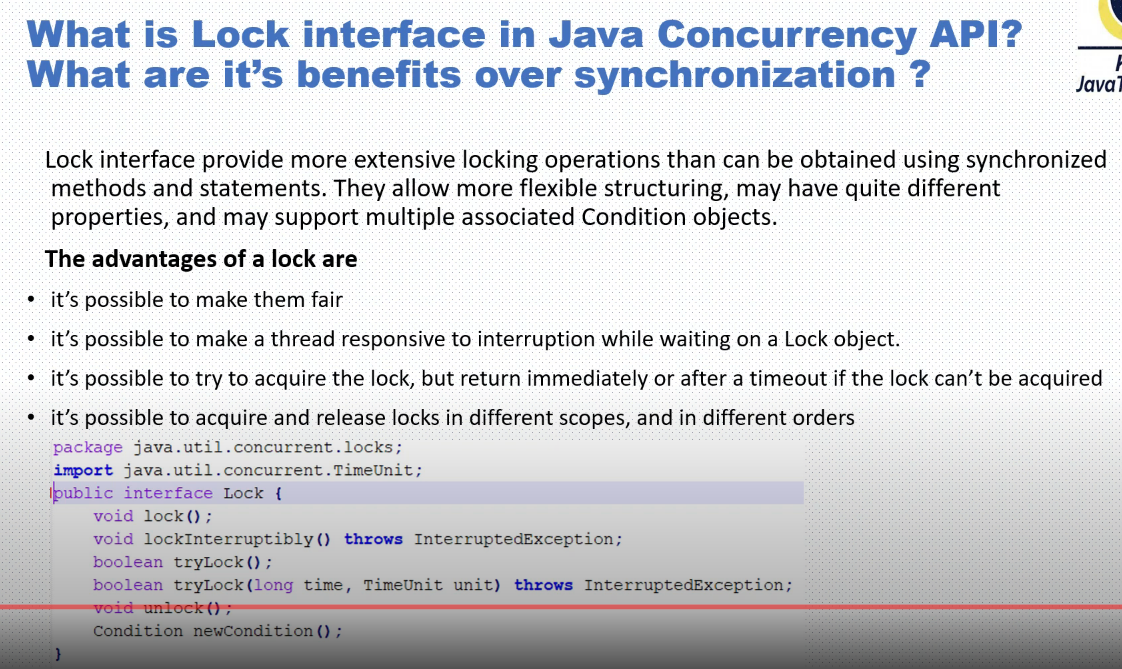 What is Lock interface in Java Concurrency API?
What are it's benefits over synchronization ?
Lock interface provide more extensive locking operations than can be obtained using synchronized
methods and statements. They allow more flexible structuring, may have quite different
properties, and may support multiple associated Condition objects.
The advantages of a lock are
• it's possible to make them fair
• it's possible to make a thread responsive to interruption while waiting on a Lock object.
• it's possible to try to acquire the lock, but return immediately or after a timeout if the lock can't be acquired
• it's possible to acquire and release locks in different scopes, and in different orders
package java.util.concurrent.locks;
import java.util.concurrent.TimeUnit;
public interface Lock {
void lock();
void lockInterruptibly() throws InterruptedException;
boolean tryLock();
boolean tryLock(long time, TimeUnit unit) throws InterruptedException;
void unlock();
Condition newCondition();
}